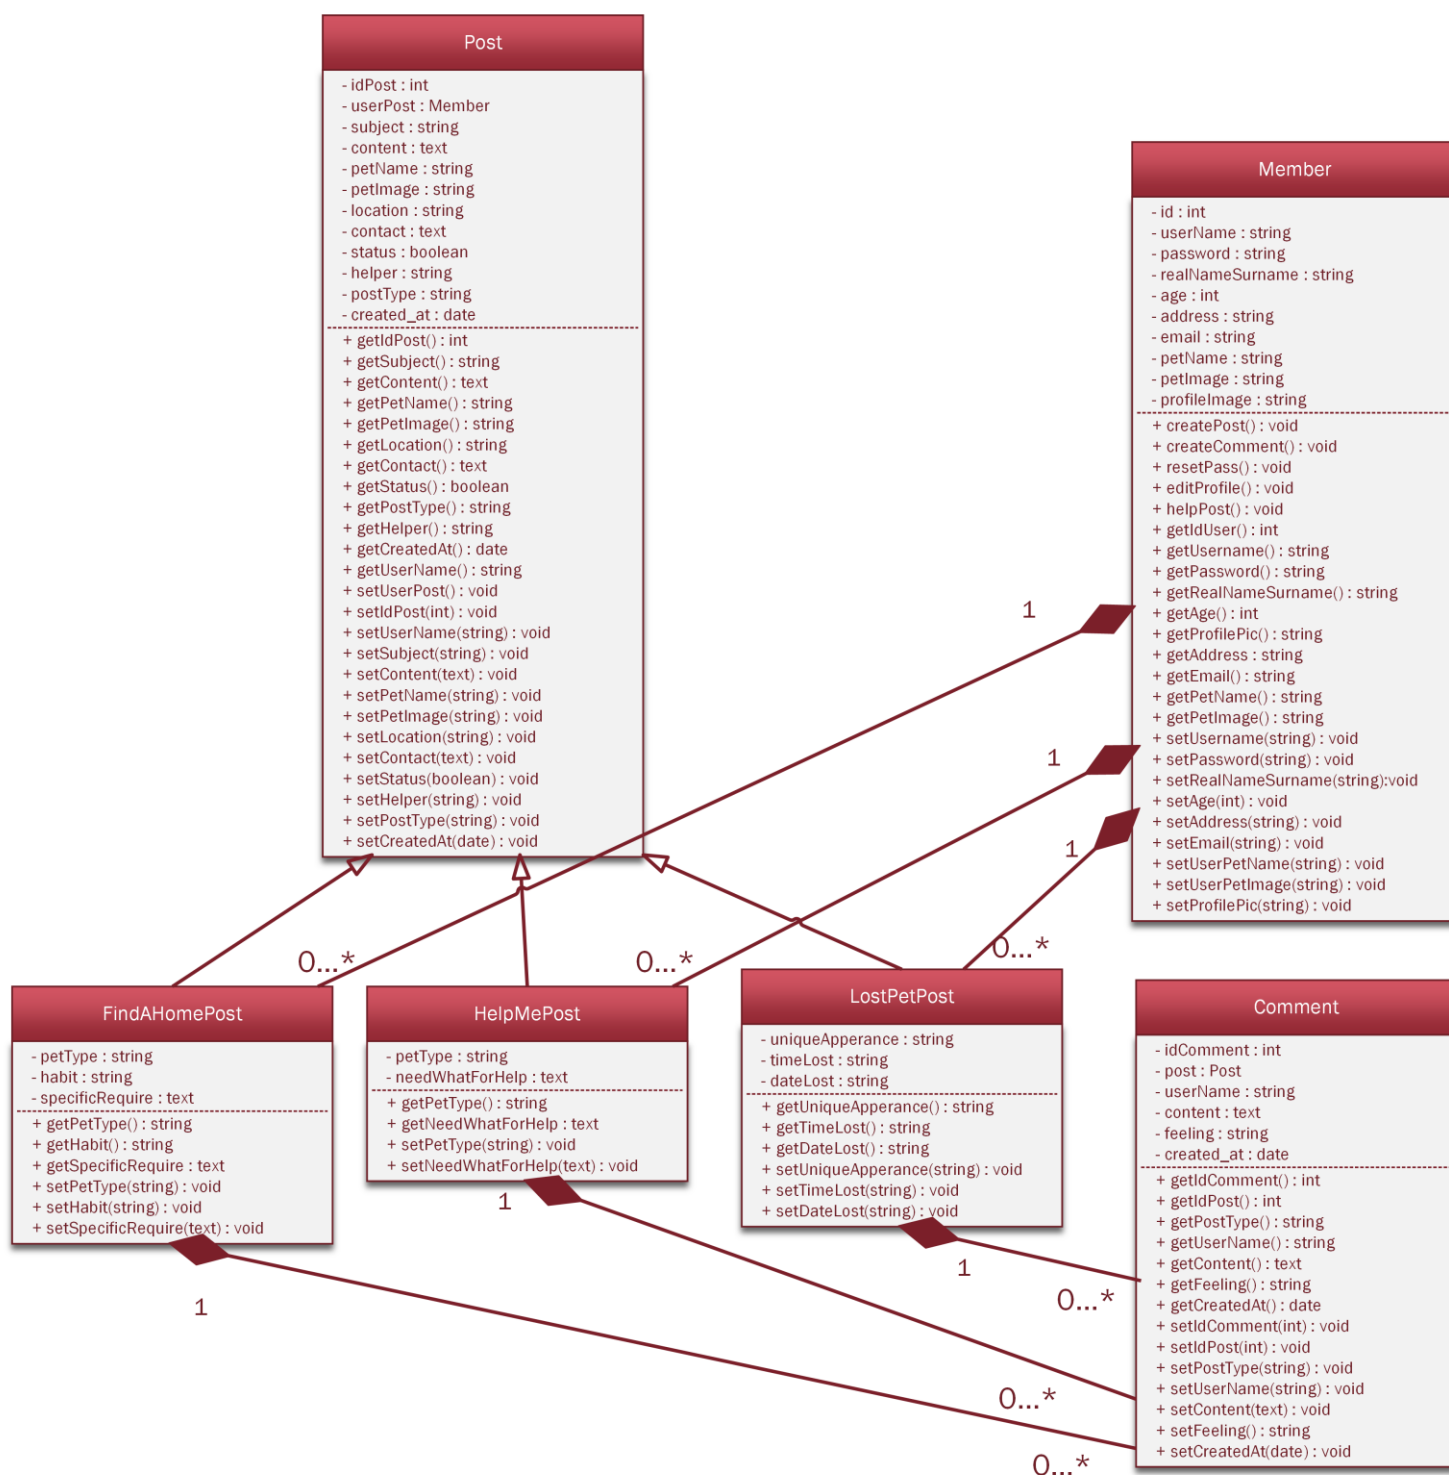 Post
- idPost : int
- userPost : Member
- subject : string
- content : text
- petName : string
- petImage : string
- location : string
- contact : text
- status : boolean
- helper : string
- postType : string
- created_at : date
+ getIdPost() : int
+ getSubject() : string
+ getContent() : text
+ getPetName() : string
+ getPetImage() : string
+ getLocation() : string
+ getContact() : text
+ getStatus() : boolean
+ getPostType() : string
+ getHelper() : string
+ getCreatedAt() : date
+ getUserName() : string
+ setUserPost() : void
+ setIdPost(int) : void
+ setUserName(string) : void
+ setSubject(string) : void
+ setContent(text) : void
+ setPetName(string) : void
+ setPetImage(string) : void
+ setLocation(string) : void
+ setContact(text) : void
+ setStatus(boolean) : void
+ setHelper(string) : void
+ setPostType(string) : void
+ setCreatedAt(date) : void
Member
- id : int
- userName : string
- password : string
- realNameSurname : string
- age : int
- address : string
- email : string
- petName : string
- petImage : string
- profileImage : string
+ createPost() : void
+ createComment() : void
+ resetPass() : void
+ editProfile() : void
+ helpPost() : void
+ getIdUser() : int
+ getUsername() : string
+ getPassword() : string
+ getRealNameSurname() : string
+ getAge() : int
+ getProfilePic() : string
+ getAddress : string
+ getEmail() : string
+ getPetName() : string
+ getPetImage() : string
+ setUsername(string) : void
+ setPassword(string) : void
+ setRealNameSurname(string):void
+ setAge(int) : void
+ setAddress(string) : void
+ setEmail(string) : void
+ setUserPetName(string) : void
+ setUserPetImage(string) : void
+ setProfilePic(string) : void
1
1
1
0...*
0...*
0...*
FindAHomePost
- petType : string
- habit : string
- specificRequire : text
+ getPetType() : string
+ getHabit() : string
+ getSpecificRequire : text
+ setPetType(string) : void
+ setHabit(string) : void
+ setSpecificRequire(text) : void
HelpMePost
- petType : string
- needWhatForHelp : text
+ getPetType() : string
+ getNeedWhatForHelp : text
+ setPetType(string) : void
+ setNeedWhatForHelp(text) : void
LostPetPost
- uniqueApperance : string
- timeLost : string
- dateLost : string
+ getUniqueApperance() : string
+ getTimeLost() : string
+ getDateLost() : string
+ setUniqueApperance(string) : void
+ setTimeLost(string) : void
+ setDateLost(string) : void
Comment
- idComment : int
- post : Post
- userName : string
- content : text
- feeling : string
- created_at : date
+ getIdComment() : int
+ getIdPost() : int
+ getPostType() : string
+ getUserName() : string
+ getContent() : text
+ getFeeling() : string
+ getCreatedAt() : date
+ setIdComment(int) : void
+ setIdPost(int) : void
+ setPostType(string) : void
+ setUserName(string) : void
+ setContent(text) : void
+ setFeeling() : string
+ setCreatedAt(date) : void
1
1
1
0...*
0...*
0...*